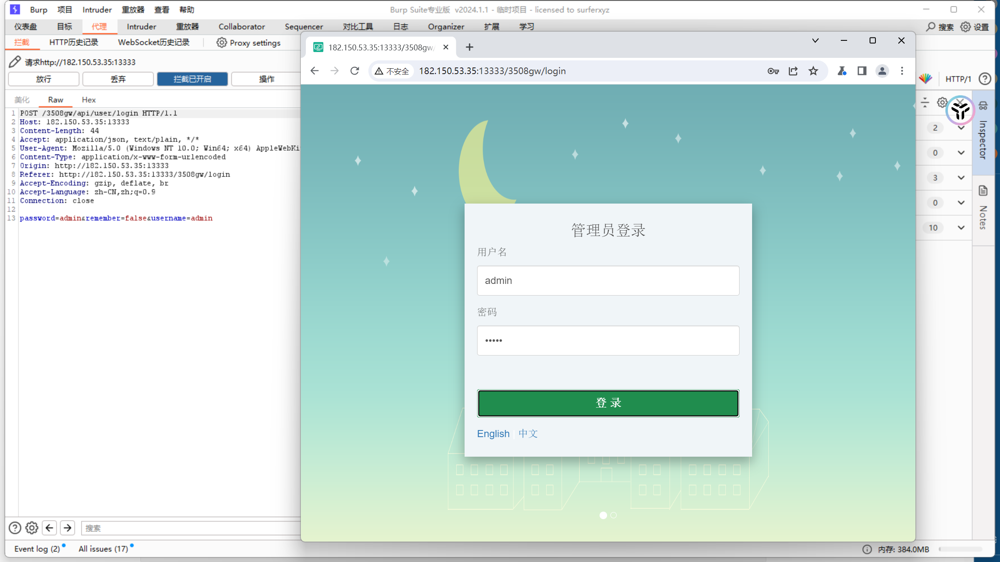 Burp 项目 Intruder 重放器 查看 帮助 Burp Suite专业版 v2024.1.1 - 临时项目 - licensed to surferxyz
仪表盘 目标 代理 Intruder 重放器 Collaborator Sequencer 对比工具 日志 Organizer 扩展 学习 搜索 设置
拦截 HTTP历史记录 WebSocket历史记录 Proxy settings
请求http://182.150.53.35:13333
放行 丢弃 拦截已开启 操作 HTTP/1
美化 Raw Hex
1 POST /3508gw/api/user/login HTTP/1.1
2 Host: 182.150.53.35:13333
3 Content-Length: 44
4 Accept: application/json, text/plain, */*
5 User-Agent: Mozilla/5.0 (Windows NT 10.0; Win64; x64) AppleWebKi
6 Content-Type: application/x-www-form-urlencoded
7 Origin: http://182.150.53.35:13333
8 Referer: http://182.150.53.35:13333/3508gw/login
9 Accept-Encoding: gzip, deflate, br
10 Accept-Language: zh-CN,zh;q=0.9
11 Connection: close
12
13 password=admin&remember=false&username=admin
搜索
Event log (2) All issues (17)
182.150.53.35:13333/3508gw/
不安全 182.150.53.35:13333/3508gw/login
管理员登录
用户名
admin
密码
•••••
登 录
English | 中文
2
0
3
0
10
Inspector
Notes
内存: 384.0MB